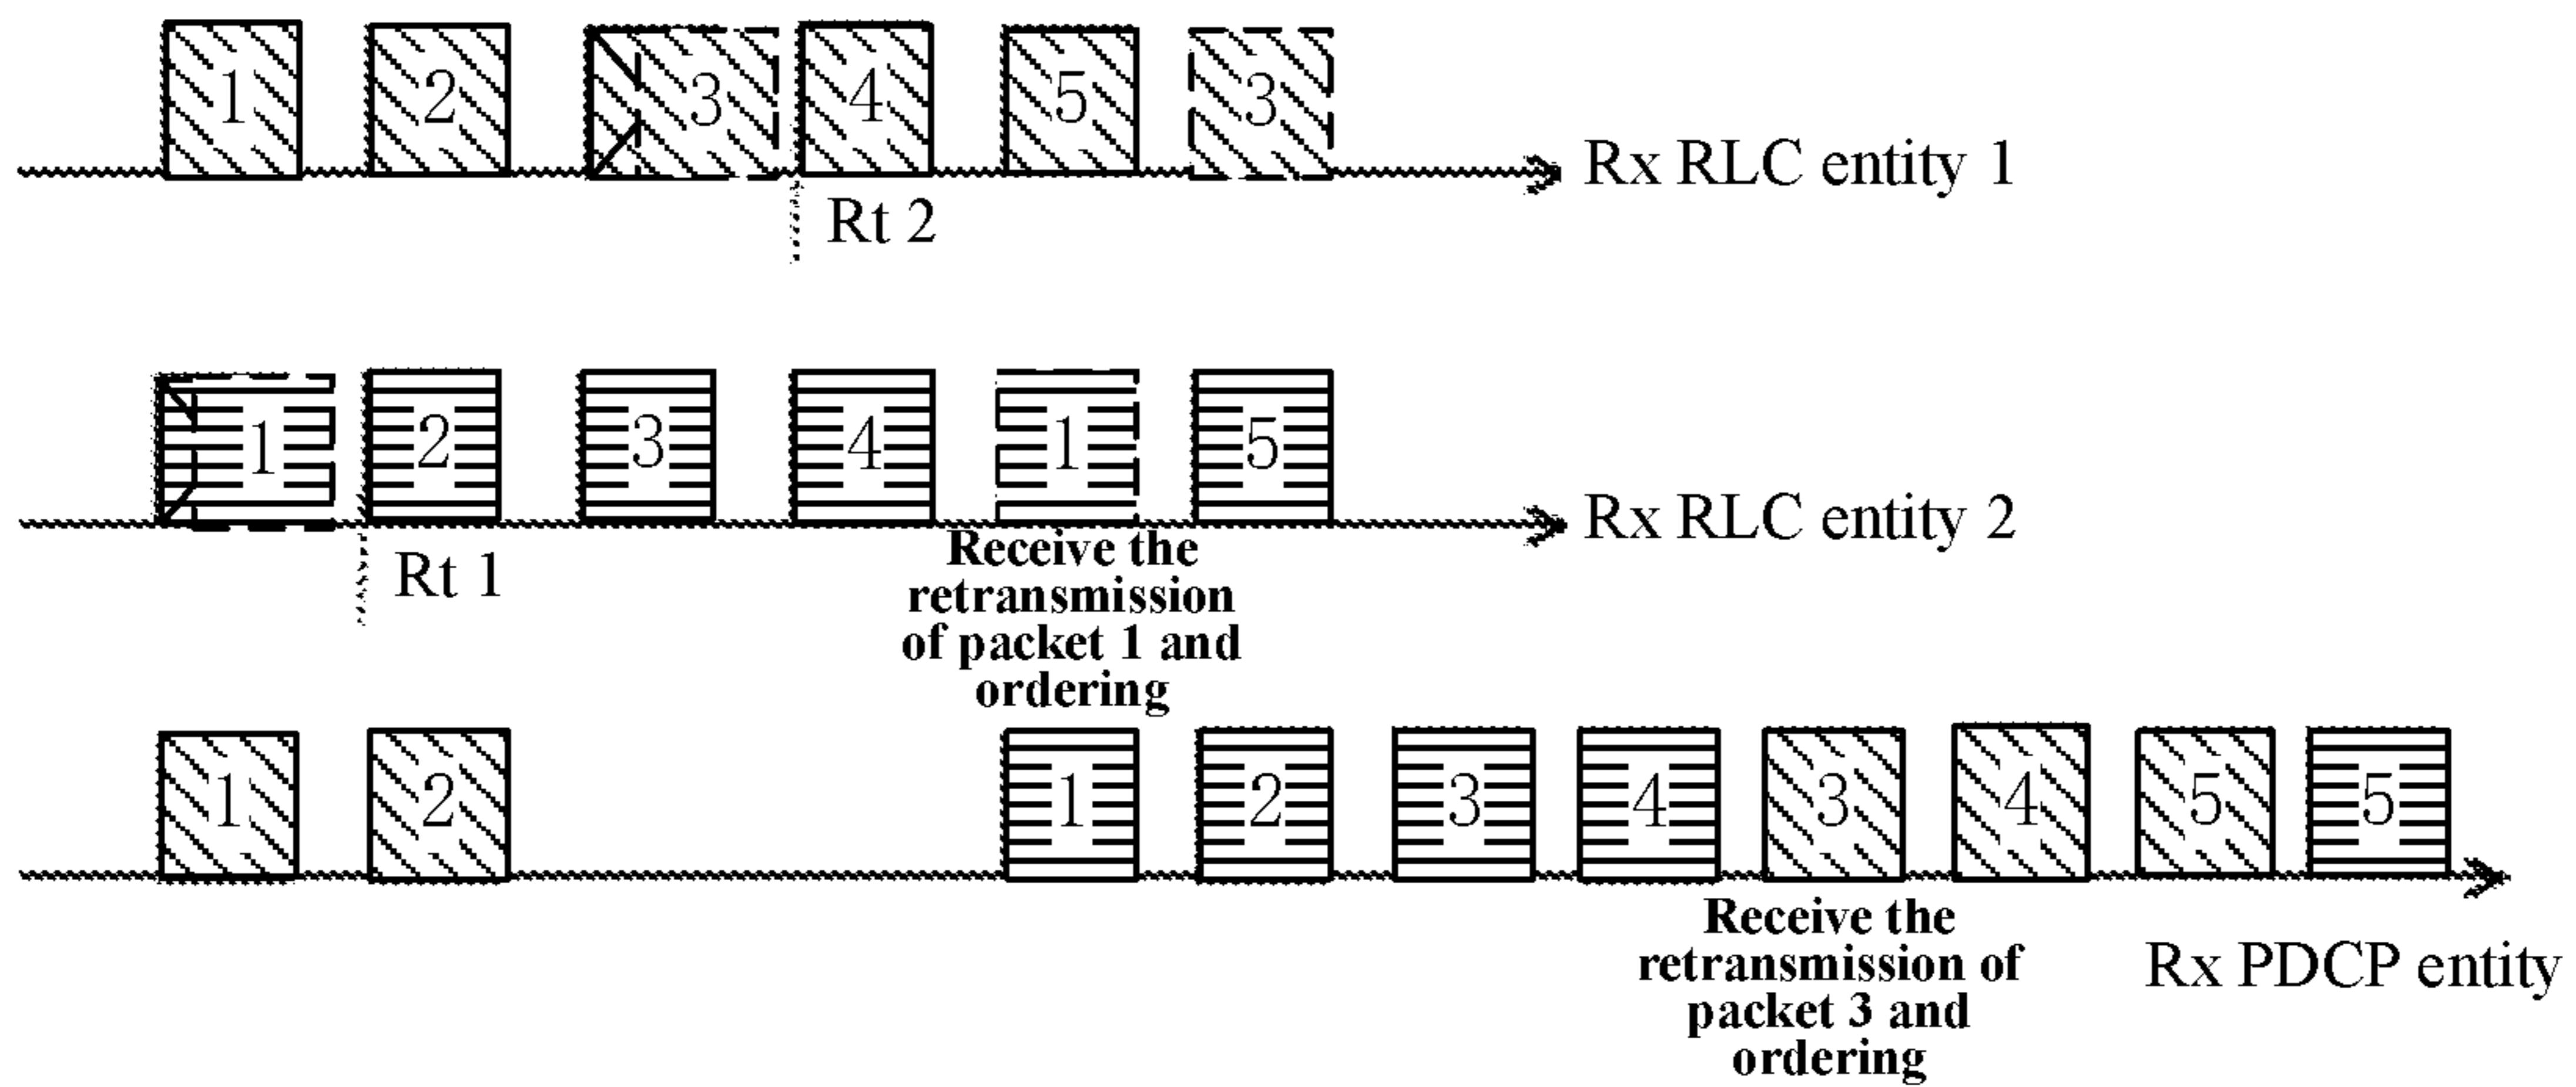 1 2 3 4 5 3
Rx RLC entity 1
Rt 2
1 2 3 4 1 5
Rx RLC entity 2
Rt 1
Receive the
retransmission
of packet 1 and
ordering
1 2 1 2 3 4 3 4 5 5
Receive the
retransmission of
packet 3 and
ordering
Rx PDCP entity